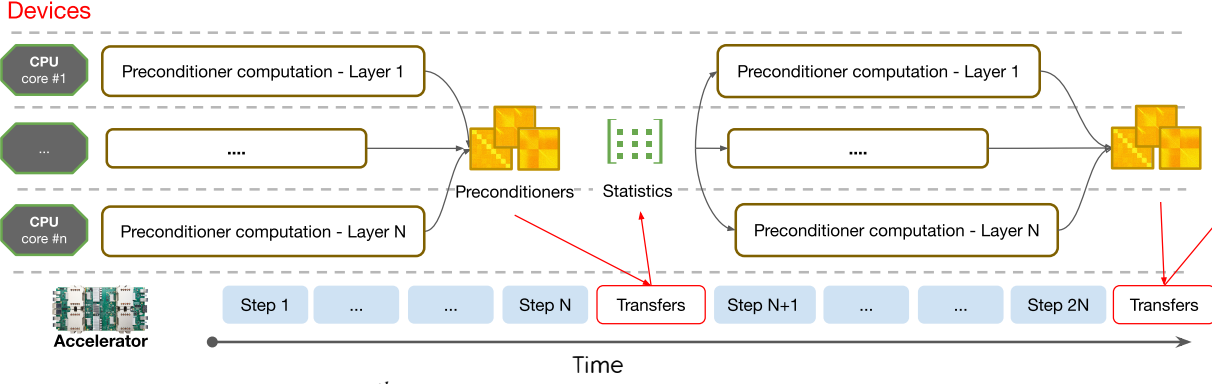 Devices
CPU
core #1
Preconditioner computation - Layer 1
Preconditioner computation - Layer 1
...
....
....
Preconditioners
Statistics
CPU
core #n
Preconditioner computation - Layer N
Preconditioner computation - Layer N
Step 1
...
...
Step N
Transfers
Step N+1
...
...
Step 2N
Transfers
Accelerator
Time